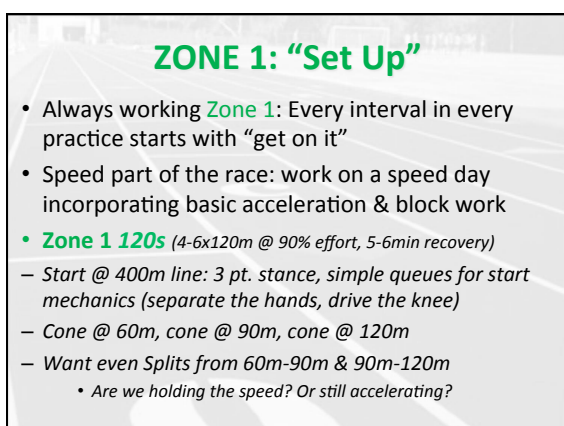 ZONE 1: “Set Up”
• Always working Zone 1: Every interval in every
practice starts with “get on it”
• Speed part of the race: work on a speed day
incorporating basic acceleration & block work
• Zone 1 120s (4-6x120m @ 90% effort, 5-6min recovery)
– Start @ 400m line: 3 pt. stance, simple queues for start
mechanics (separate the hands, drive the knee)
– Cone @ 60m, cone @ 90m, cone @ 120m
– Want even Splits from 60m-90m & 90m-120m
• Are we holding the speed? Or still accelerating?